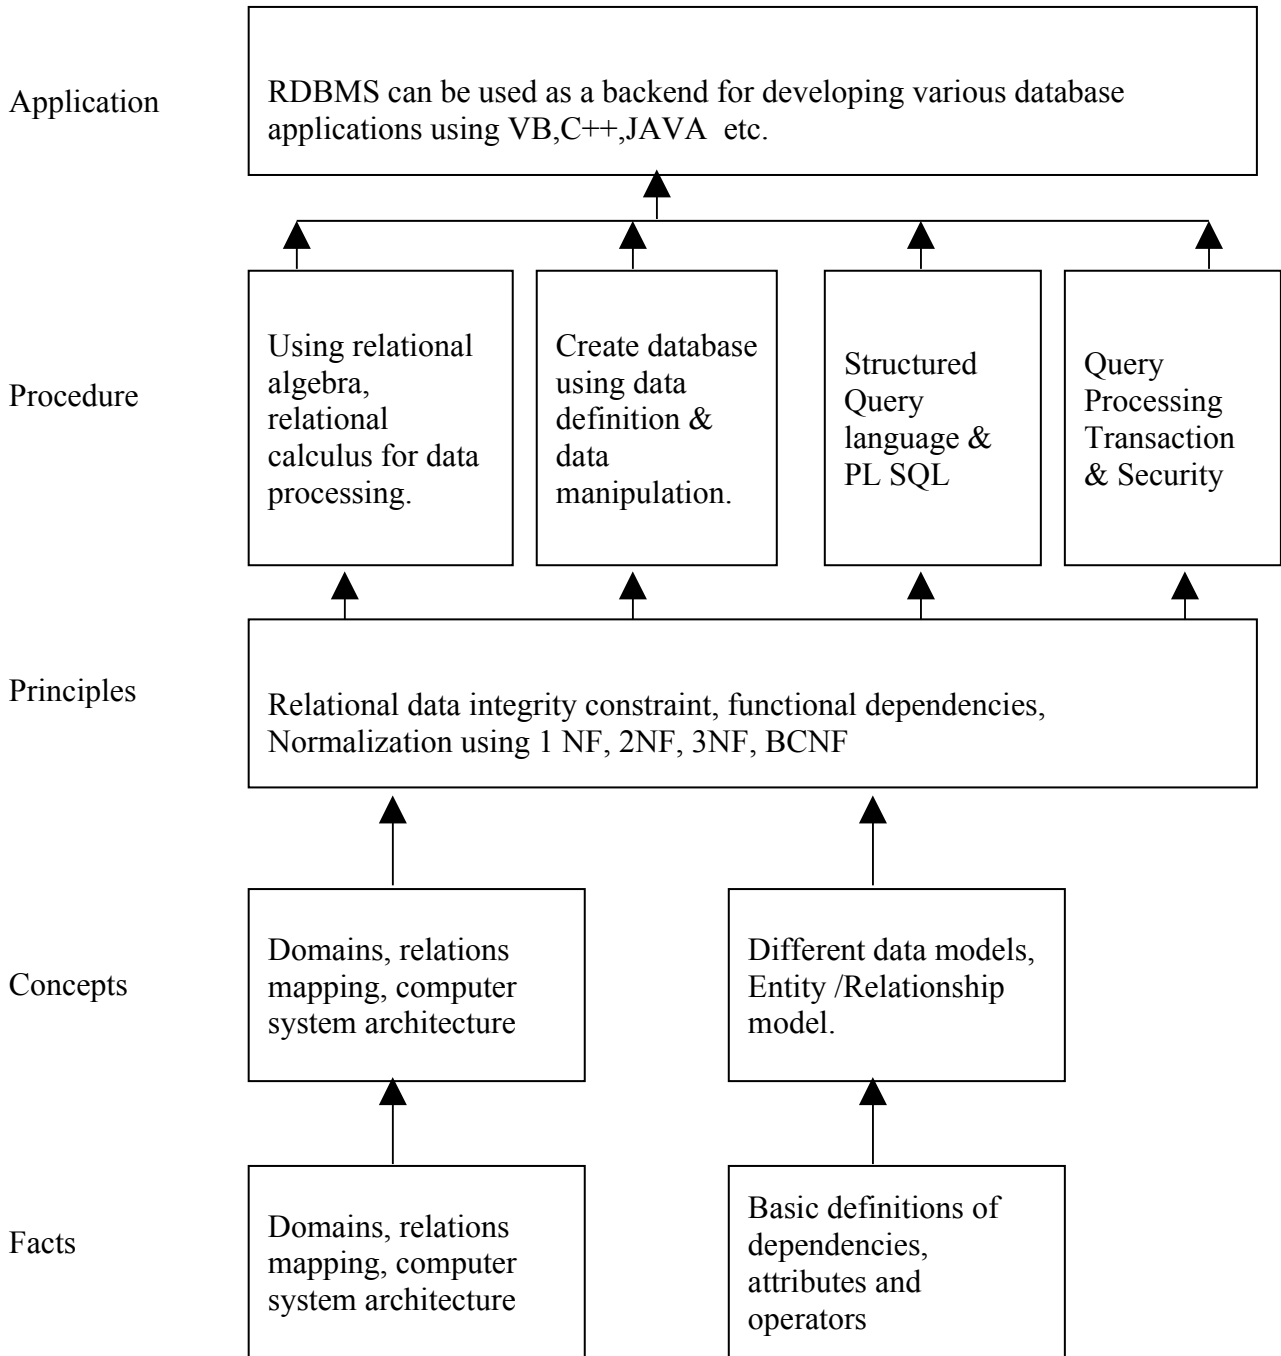 Application
RDBMS can be used as a backend for developing various database
applications using VB,C++,JAVA  etc.
Procedure
Using relational
algebra,
relational
calculus for data
processing.
Create database
using data
definition &
data
manipulation.
Structured
Query
language &
PL SQL
Query
Processing
Transaction
& Security
Principles
Relational data integrity constraint, functional dependencies,
Normalization using 1 NF, 2NF, 3NF, BCNF
Concepts
Domains, relations
mapping, computer
system architecture
Different data models,
Entity /Relationship
model.
Facts
Domains, relations
mapping, computer
system architecture
Basic definitions of
dependencies,
attributes and
operators